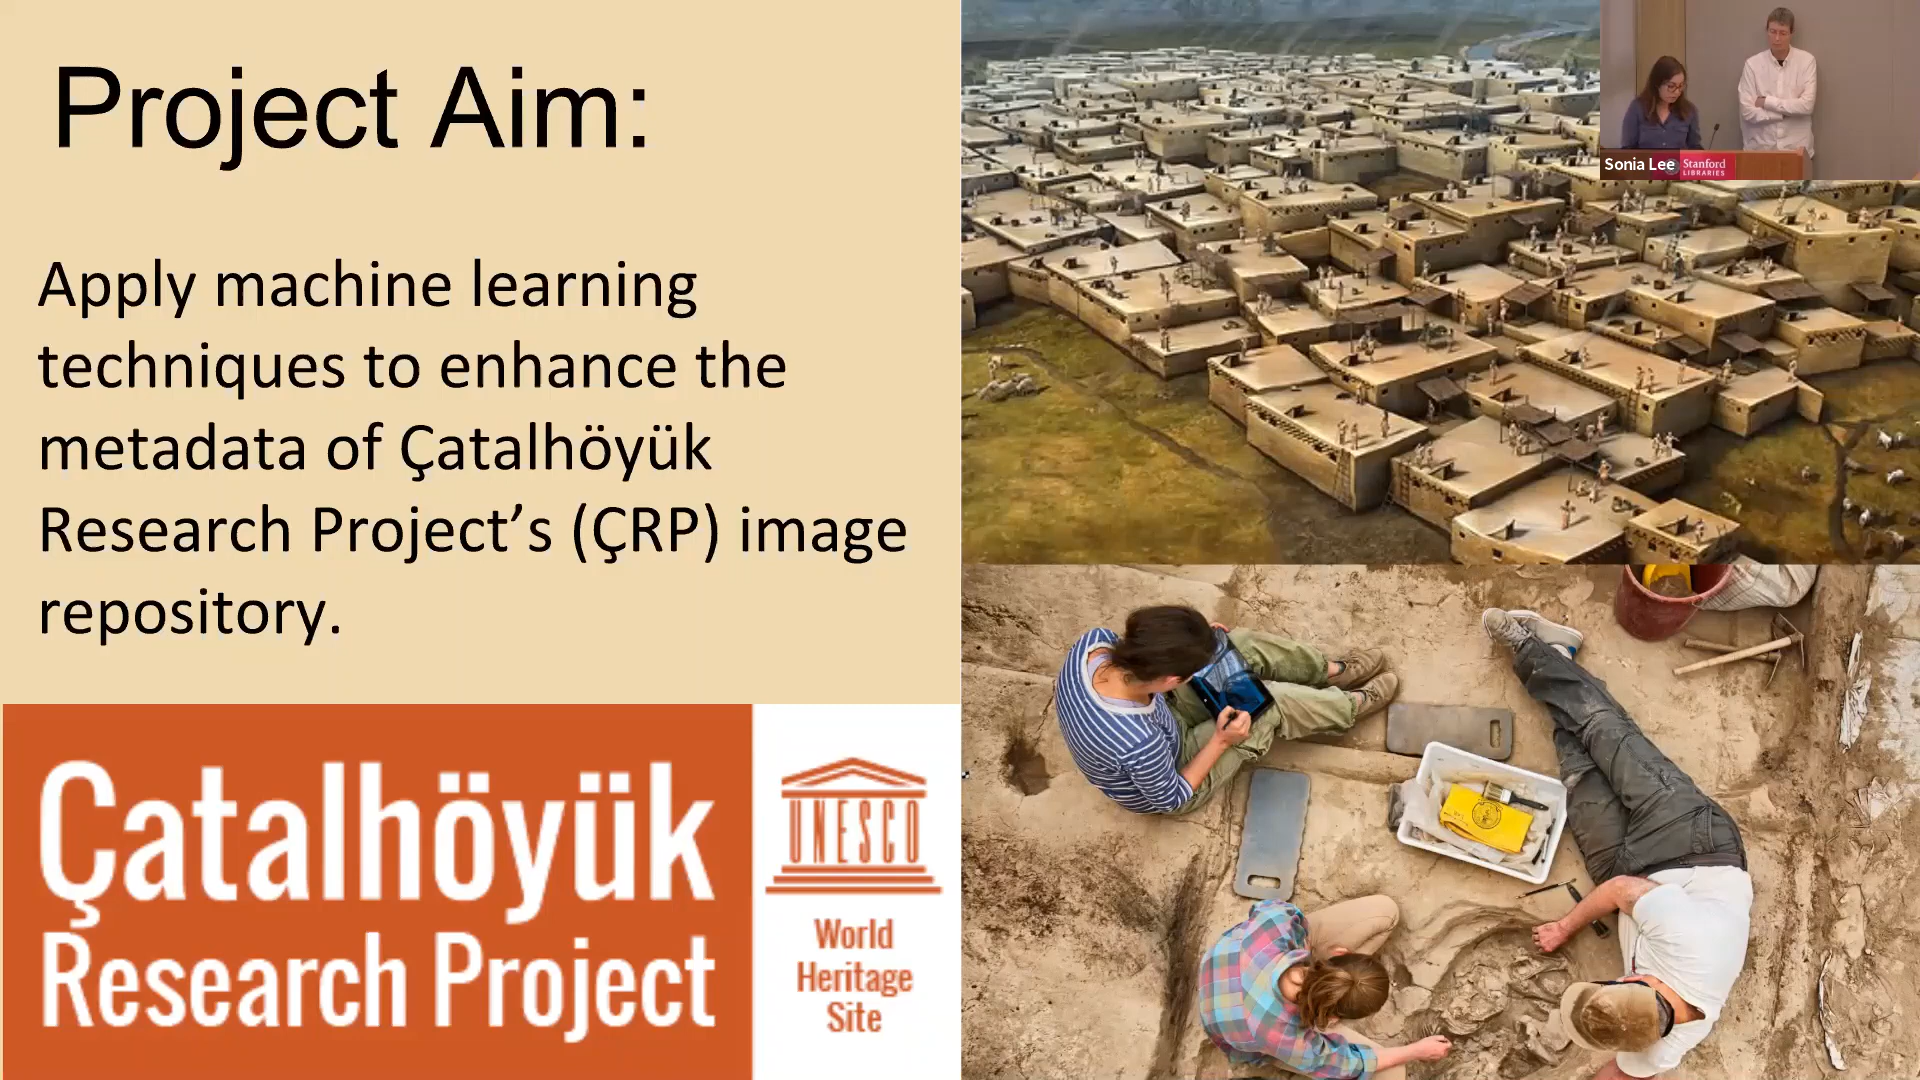 Project Aim:
Apply machine learning
techniques to enhance the
metadata of Çatalhöyük
Research Project’s (ÇRP) image
repository.
Çatalhöyük
Research Project
UNESCO
World
Heritage
Site
Sonia Lee
Stanford
LIBRARIES